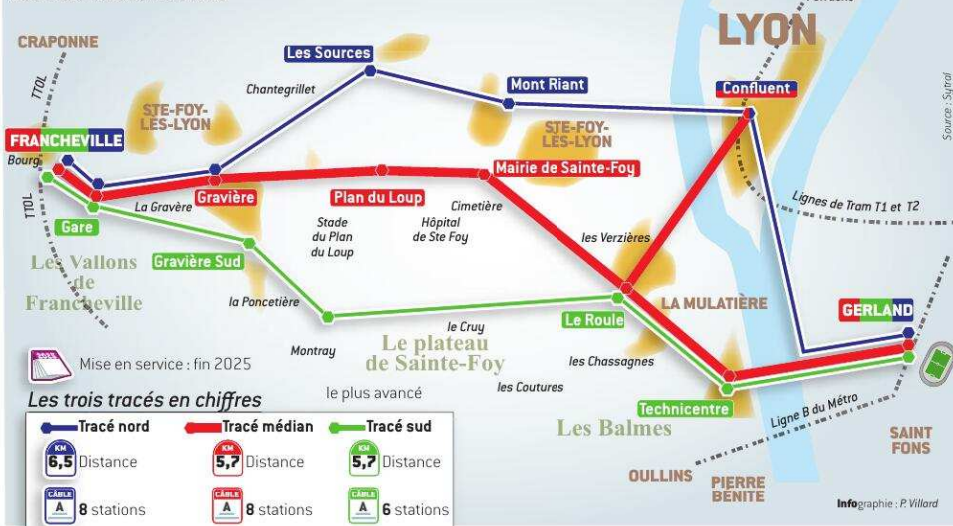 CRAPONNE
TTOL
LYON
Les Sources
Chantegrillet
Mont Riant
Confluent
STE-FOY-
LES-LYON
STE-FOY-
LES-LYON
FRANCHEVILLE
Bourg
Mairie de Sainte-Foy
TTOL
La Gravière
Gravière
Plan du Loup
Cimetière
Lignes de Tram T1 et T2
Gare
Stade
du Plan
du Loup
Hôpital
de Ste Foy
les Verzières
Les Vallons
de
Francheville
Gravière Sud
la Poncetière
LA MULATIÈRE
GERLAND
Le Roule
le Cruy
Montray
Le plateau
de Sainte-Foy
les Chassagnes
Mise en service : fin 2025
le plus avancé
les Coutures
Technicentre
Ligne B du Métro
Les Balmes
SAINT
FONS
OULLINS
PIERRE
BÉNITE
Les trois tracés en chiffres
Tracé nord
Tracé médian
Tracé sud
KM
6,5 Distance
KM
5,7 Distance
KM
5,7 Distance
CÂBLE
A
8 stations
CÂBLE
A
8 stations
CÂBLE
A
6 stations
Source : Sytral
Infographie : P. Villard